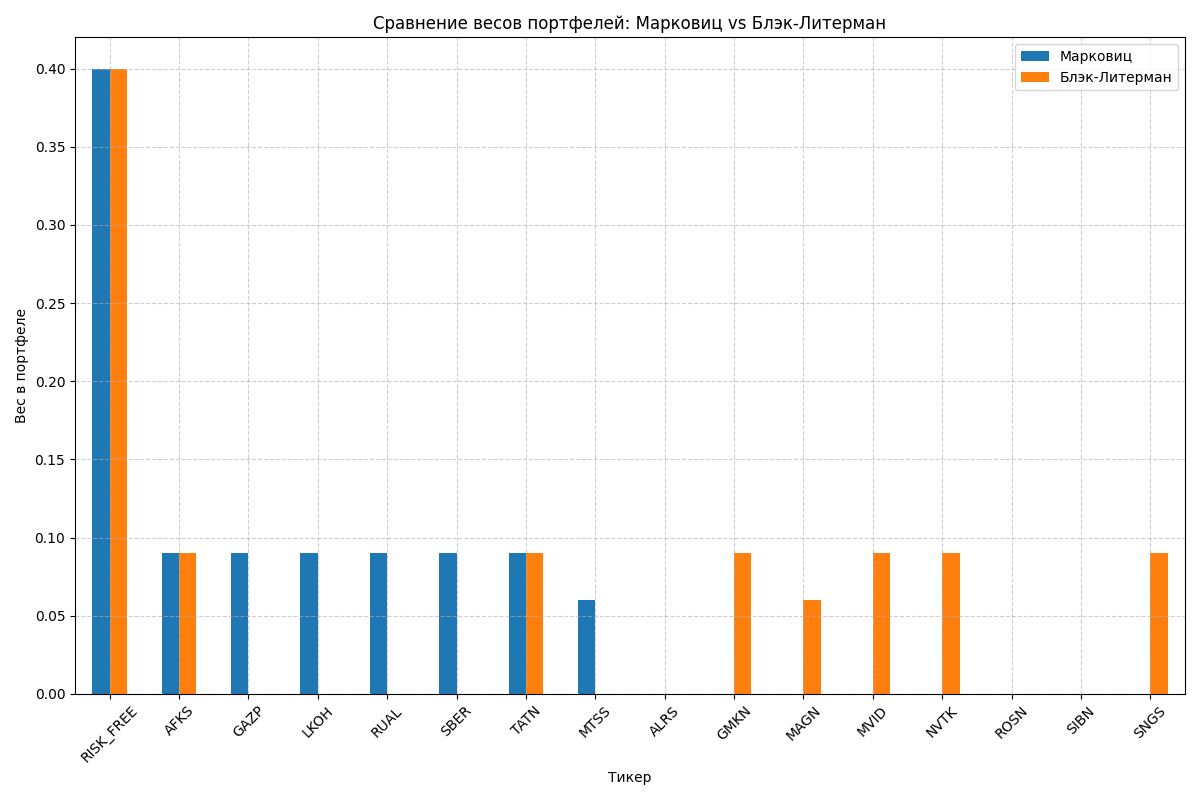 Сравнение весов портфелей: Марковиц vs Блэк-Литерман
Марковиц
Блэк-Литерман
Вес в портфеле
0.40
0.35
0.30
0.25
0.20
0.15
0.10
0.05
0.00
RISK_FREE
AFKS
GAZP
LKOH
RUAL
SBER
TATN
MTSS
ALRS
GMKN
MAGN
MVID
NVTK
ROSN
SIBN
SNGS
Тикер